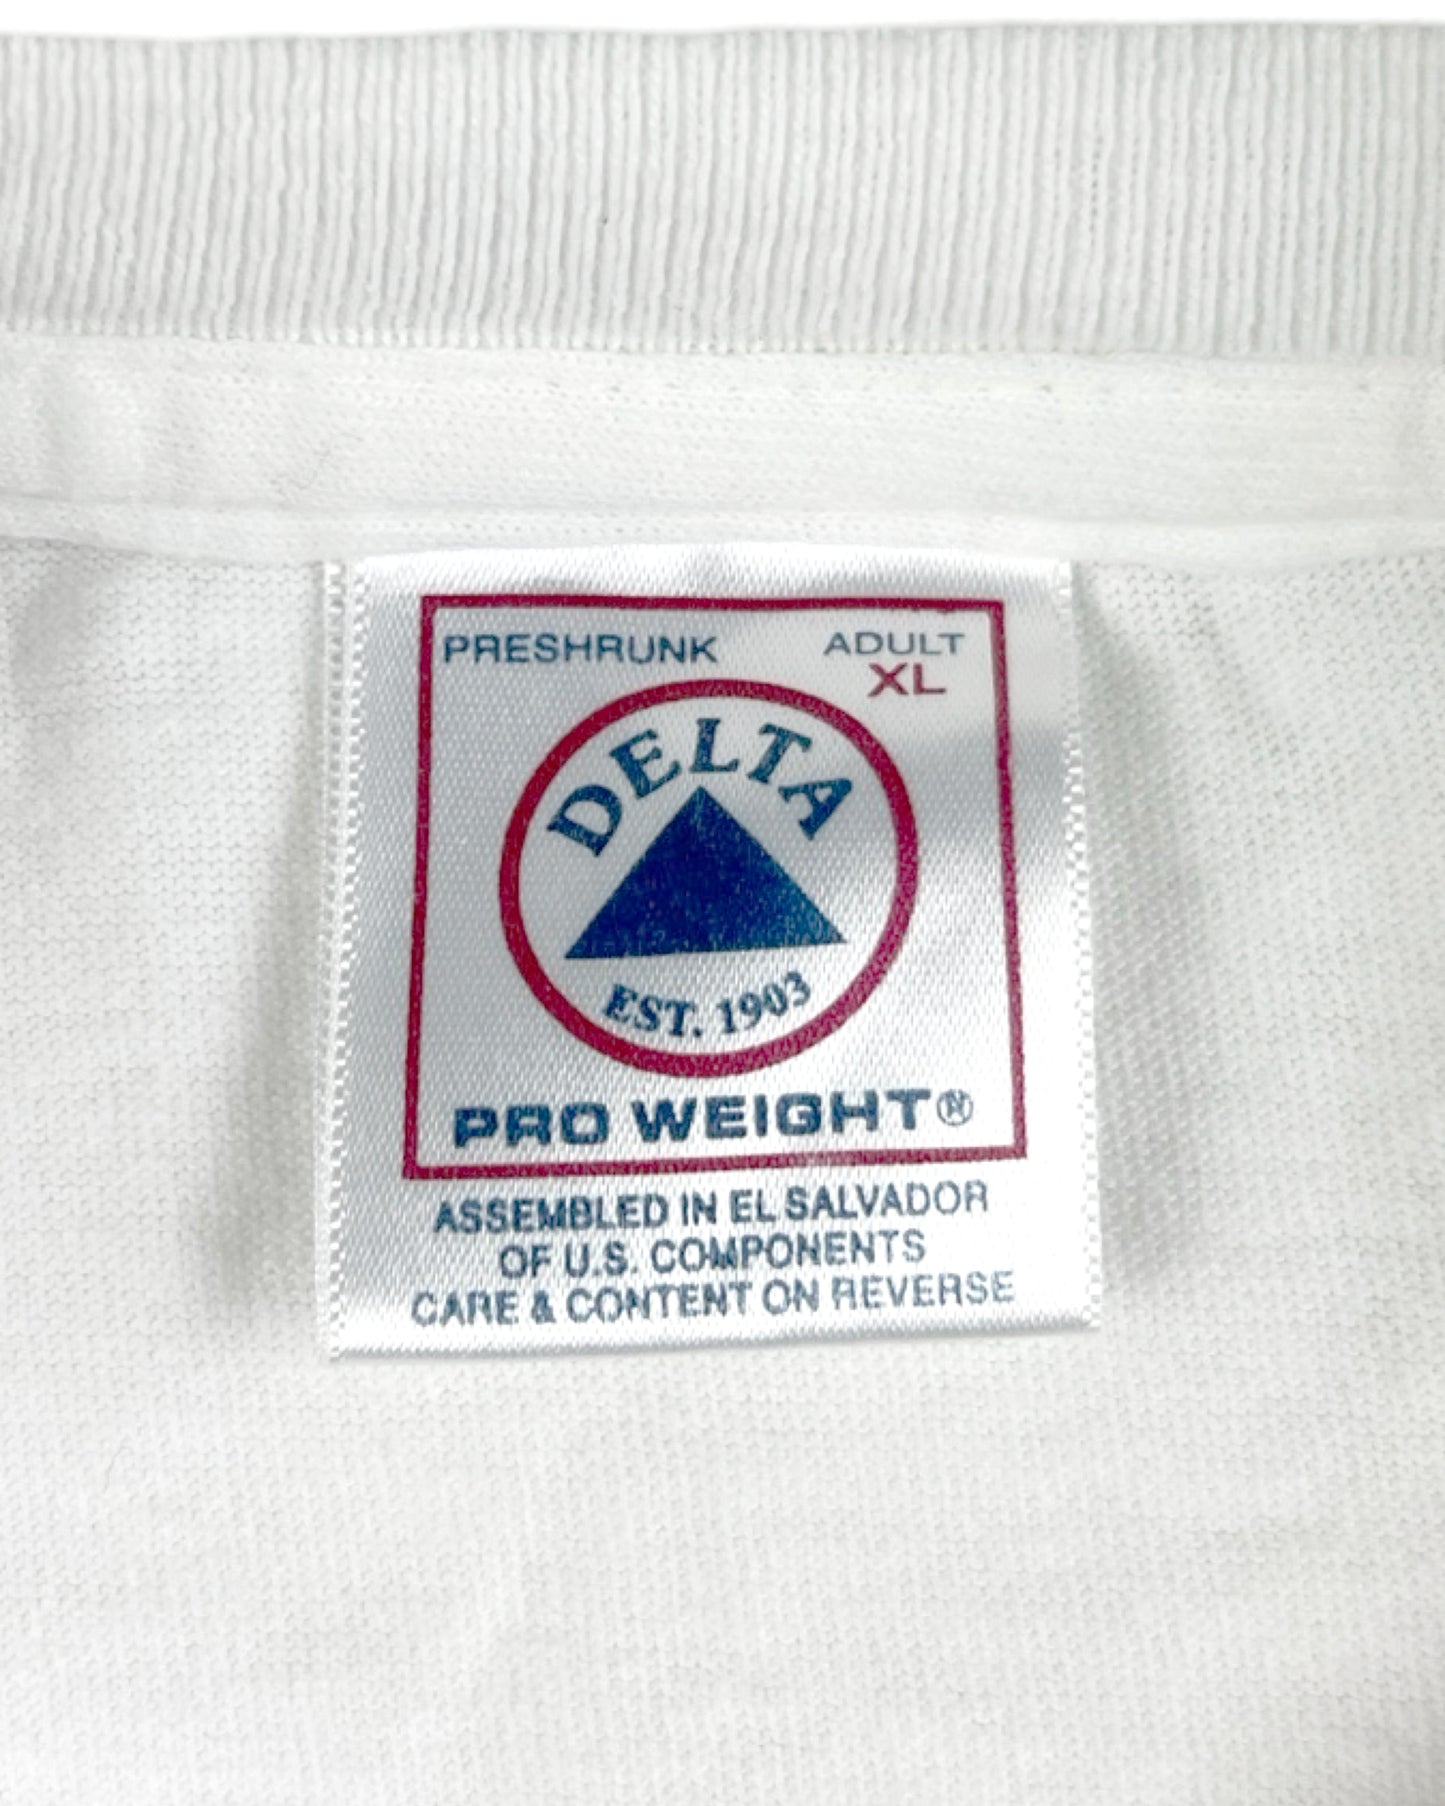 PRESHRUNK ADULT
XL
DELTA
EST. 1903
PRO WEIGHT®
ASSEMBLED IN EL SALVADOR
OF U.S. COMPONENTS
CARE & CONTENT ON REVERSE